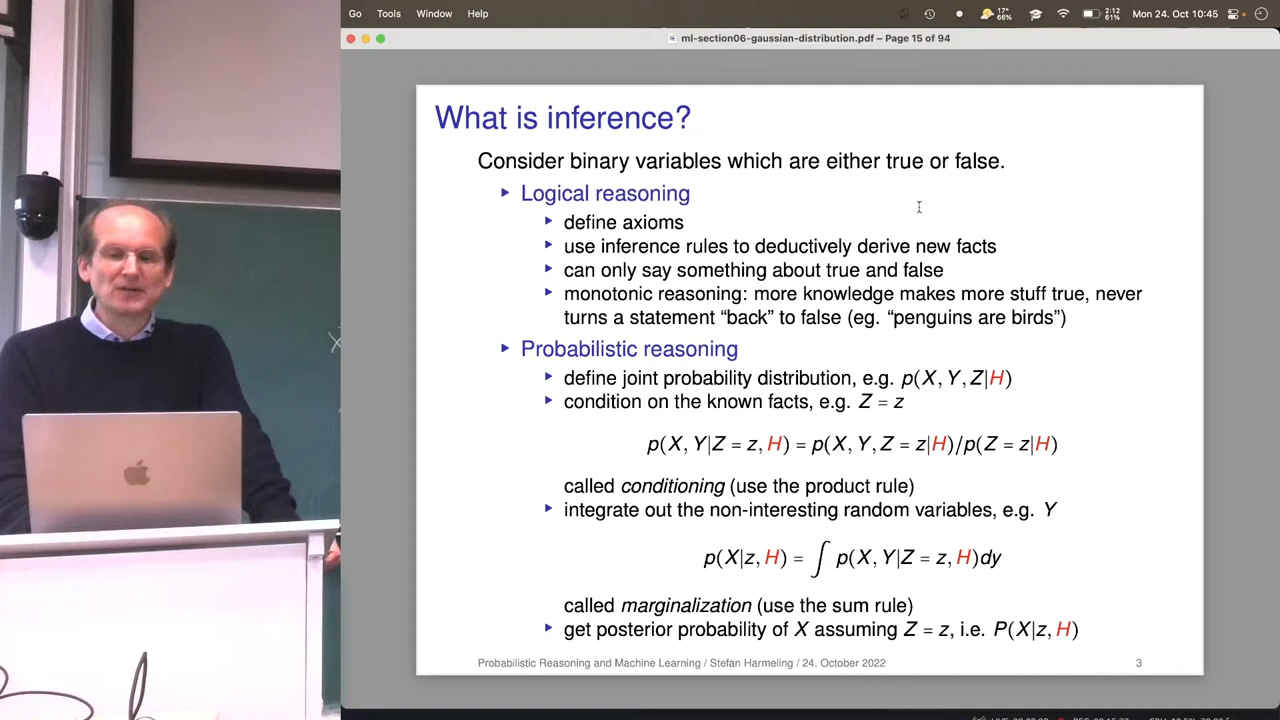 Go Tools Window Help 17° 66% 2:12 61% Mon 24. Oct 10:45
ml-section06-gaussian-distribution.pdf – Page 15 of 94
What is inference?
Consider binary variables which are either true or false.
‣ Logical reasoning
‣ define axioms
‣ use inference rules to deductively derive new facts
‣ can only say something about true and false
‣ monotonic reasoning: more knowledge makes more stuff true, never
turns a statement “back” to false (eg. “penguins are birds”)
‣ Probabilistic reasoning
‣ define joint probability distribution, e.g. p(X, Y, Z|H)
‣ condition on the known facts, e.g. Z = z
p(X, Y|Z = z, H) = p(X, Y, Z = z|H)/p(Z = z|H)
called conditioning (use the product rule)
‣ integrate out the non-interesting random variables, e.g. Y
p(X|z, H) = ∫ p(X, Y|Z = z, H)dy
called marginalization (use the sum rule)
‣ get posterior probability of X assuming Z = z, i.e. P(X|z, H)
Probabilistic Reasoning and Machine Learning / Stefan Harmeling / 24. October 2022 3